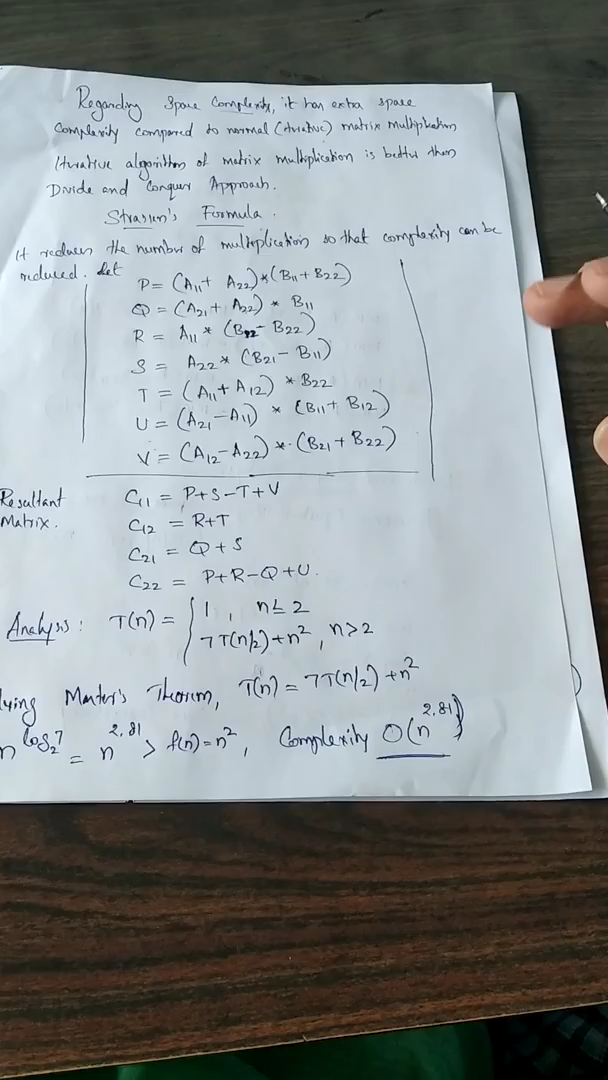 Regarding Space Complexity, it has extra space
Complexity compared to normal (iterative) matrix multiplication
Iterative algorithm of matrix multiplication is better than
Divide and Conquer Approach.
Strassen's Formula.
It reduces the number of multiplication so that complexity can be
reduced. Let
P = (A11 + A22) * (B11 + B22)
Q = (A21 + A22) * B11
R = A11 * (B12 - B22)
S = A22 * (B21 - B11)
T = (A11 + A12) * B22
U = (A21 - A11) * (B11 + B12)
V = (A12 - A22) * (B21 + B22)
Resultant Matrix.
C11 = P+S-T+V
C12 = R+T
C21 = Q+S
C22 = P+R-Q+U.
Analysis: T(n) = { 1, n≤2
7T(n/2)+n², n>2
lying Master's Theorem, T(n) = 7T(n/2)+n²
n^log₂7 = n^2.81 > f(n)=n², Complexity O(n^2.81)